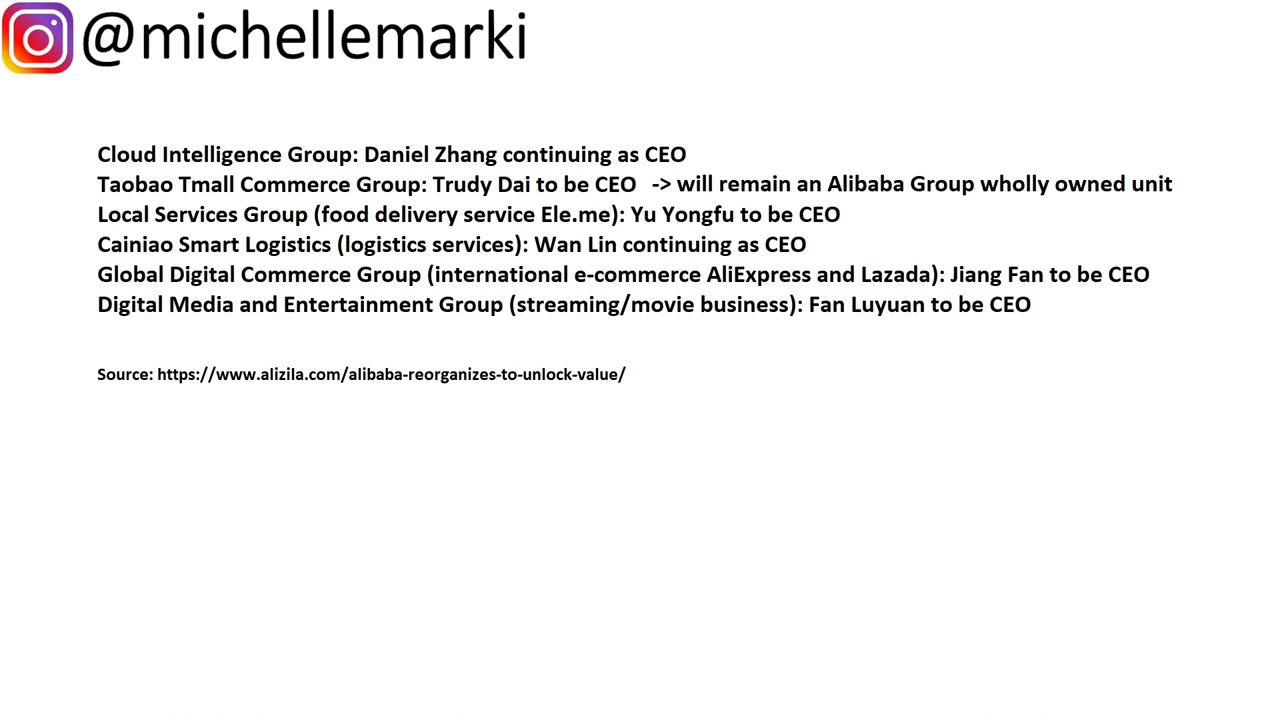 @michellemarki
Cloud Intelligence Group: Daniel Zhang continuing as CEO
Taobao Tmall Commerce Group: Trudy Dai to be CEO -> will remain an Alibaba Group wholly owned unit
Local Services Group (food delivery service Ele.me): Yu Yongfu to be CEO
Cainiao Smart Logistics (logistics services): Wan Lin continuing as CEO
Global Digital Commerce Group (international e-commerce AliExpress and Lazada): Jiang Fan to be CEO
Digital Media and Entertainment Group (streaming/movie business): Fan Luyuan to be CEO
Source: https://www.alizila.com/alibaba-reorganizes-to-unlock-value/